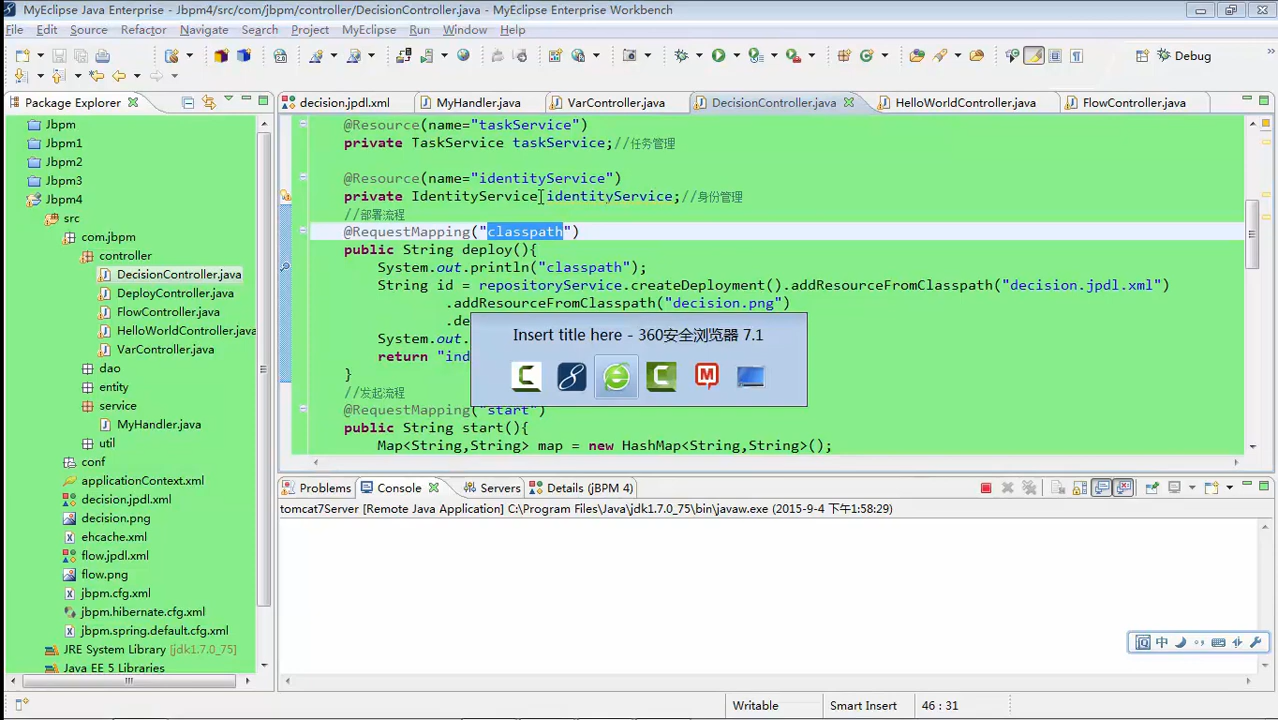 MyEclipse Java Enterprise - Jbpm4/src/com/jbpm/controller/DecisionController.java - MyEclipse Enterprise Workbench
File Edit Source Refactor Navigate Search Project MyEclipse Run Window Help
Debug
Package Explorer
decision.jpdl.xml MyHandler.java VarController.java DecisionController.java HelloWorldController.java FlowController.java
Jbpm
Jbpm1
Jbpm2
Jbpm3
Jbpm4
src
com.jbpm
controller
DecisionController.java
DeployController.java
FlowController.java
HelloWorldController.java
VarController.java
dao
entity
service
MyHandler.java
util
conf
applicationContext.xml
decision.jpdl.xml
decision.png
ehcache.xml
flow.jpdl.xml
flow.png
jbpm.cfg.xml
jbpm.hibernate.cfg.xml
jbpm.spring.default.cfg.xml
JRE System Library [jdk1.7.0_75]
Java EE 5 Libraries
@Resource(name="taskService")
private TaskService taskService;//任务管理
@Resource(name="identityService")
private IdentityService identityService;//身份管理
//部署流程
@RequestMapping("classpath")
public String deploy(){
System.out.println("classpath");
String id = repositoryService.createDeployment().addResourceFromClasspath("decision.jpdl.xml")
.addResourceFromClasspath("decision.png")
.de
System.out.
return "ind
}
//发起流程
@RequestMapping("start")
public String start(){
Map<String,String> map = new HashMap<String,String>();
Insert title here - 360安全浏览器 7.1
Problems Console Servers Details (jBPM 4)
tomcat7Server [Remote Java Application] C:\Program Files\Java\jdk1.7.0_75\bin\javaw.exe (2015-9-4 下午1:58:29)
中
Writable Smart Insert 46 : 31